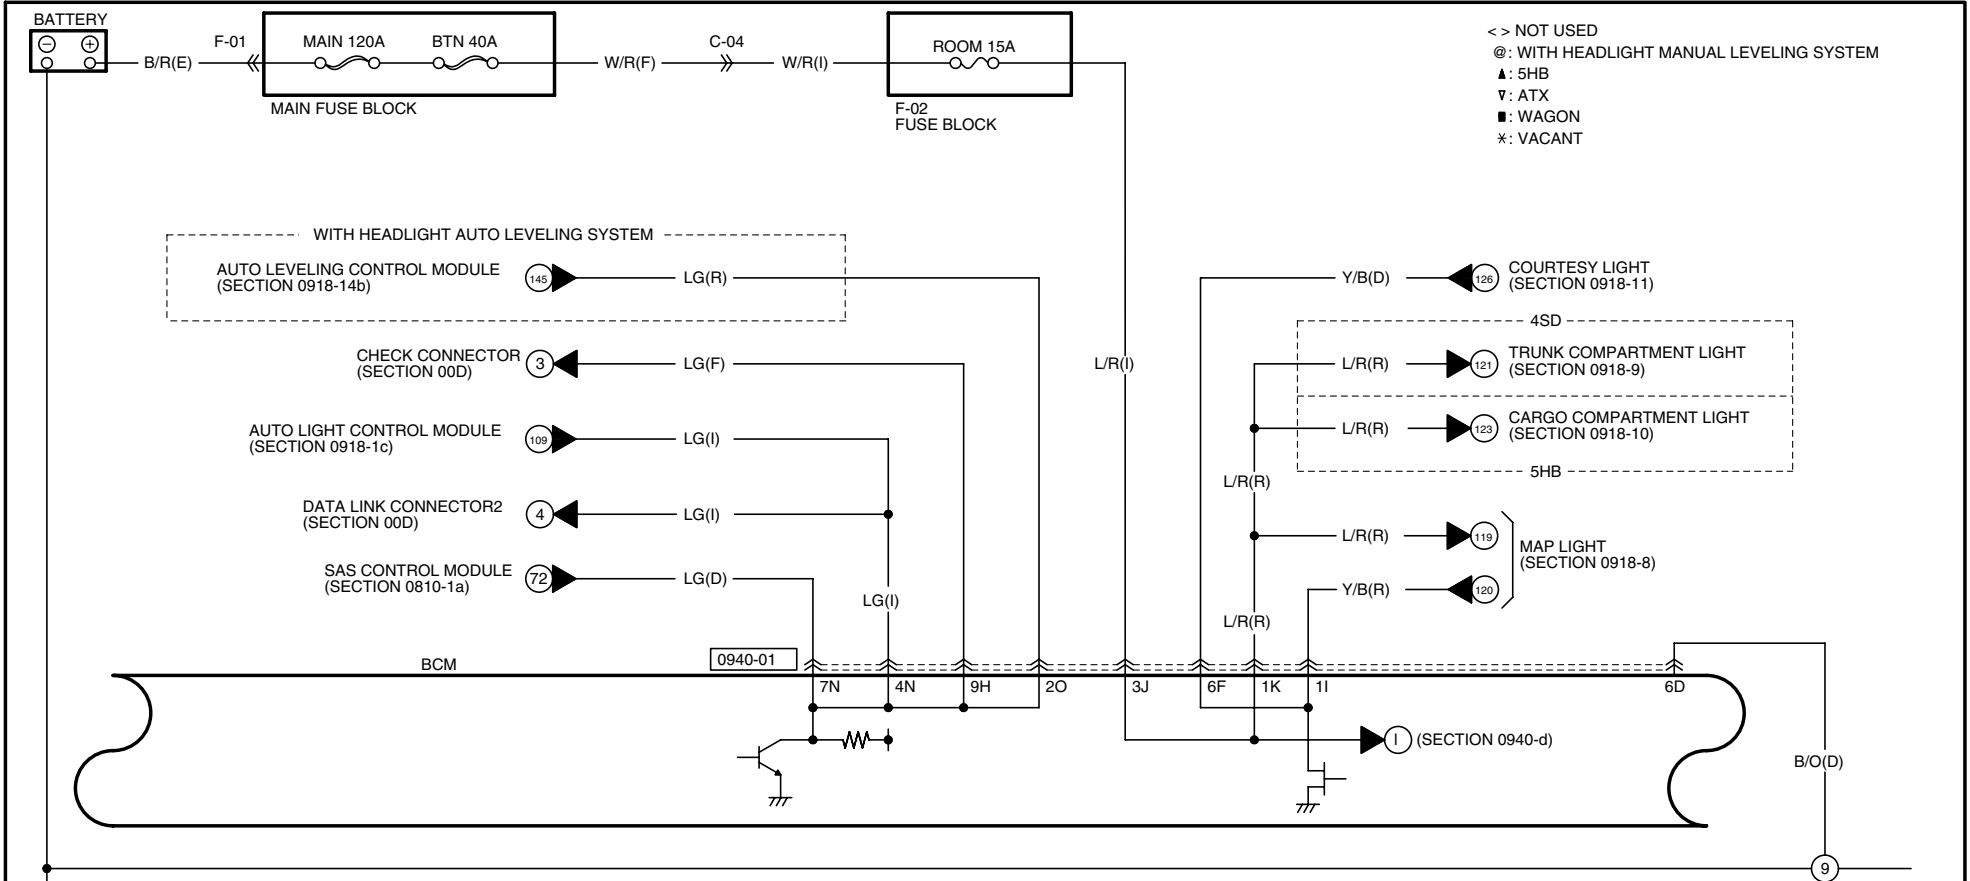 BATTERY
B/R(E)
F-01
MAIN 120A
BTN 40A
MAIN FUSE BLOCK
W/R(F)
C-04
W/R(I)
ROOM 15A
F-02
FUSE BLOCK
< > NOT USED
@: WITH HEADLIGHT MANUAL LEVELING SYSTEM
▲: 5HB
▽: ATX
■: WAGON
*: VACANT
WITH HEADLIGHT AUTO LEVELING SYSTEM
AUTO LEVELING CONTROL MODULE
(SECTION 0918-14b)
145
LG(R)
CHECK CONNECTOR
(SECTION 00D)
3
LG(F)
AUTO LIGHT CONTROL MODULE
(SECTION 0918-1c)
109
LG(I)
DATA LINK CONNECTOR2
(SECTION 00D)
4
LG(I)
SAS CONTROL MODULE
(SECTION 0810-1a)
72
LG(D)
LG(I)
L/R(I)
Y/B(D)
126
COURTESY LIGHT
(SECTION 0918-11)
4SD
L/R(R)
121
TRUNK COMPARTMENT LIGHT
(SECTION 0918-9)
L/R(R)
123
CARGO COMPARTMENT LIGHT
(SECTION 0918-10)
5HB
L/R(R)
L/R(R)
119
MAP LIGHT
(SECTION 0918-8)
Y/B(R)
120
L/R(R)
BCM
0940-01
7N
4N
9H
2O
3J
6F
1K
1I
6D
I
(SECTION 0940-d)
B/O(D)
9